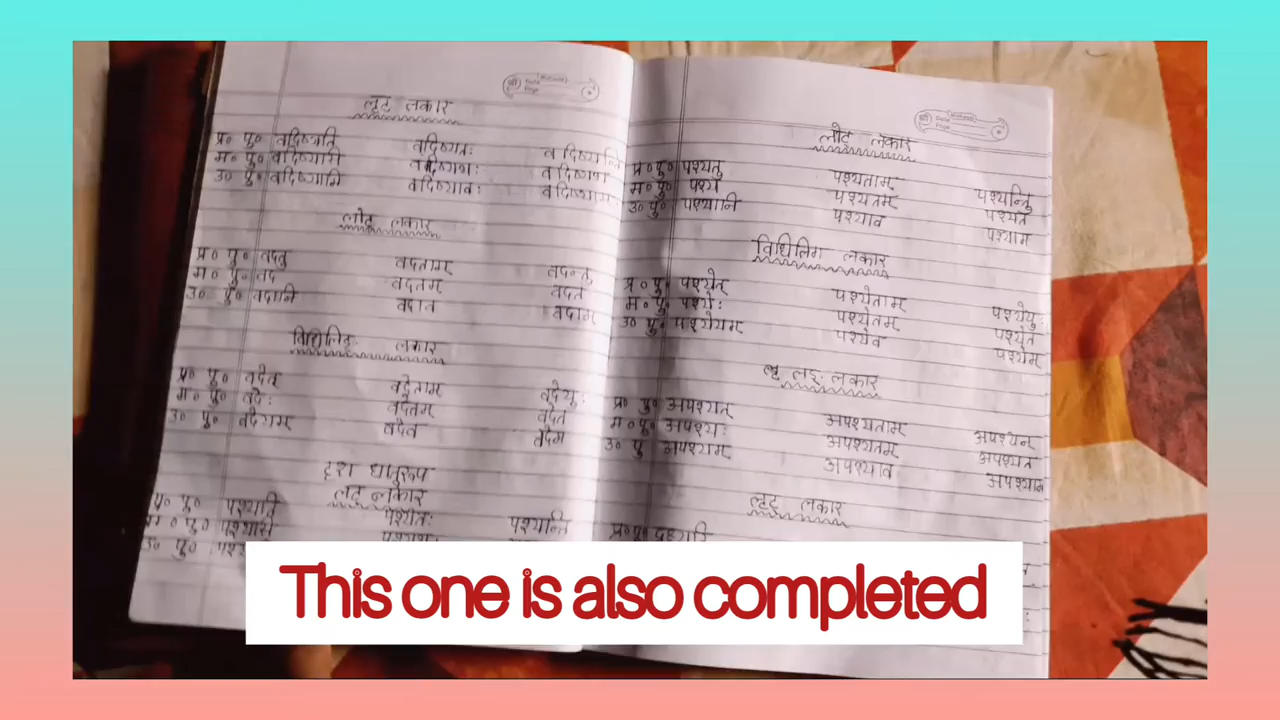 लृट लकार
प्र० पु० वदिष्यति वदिष्यतः वदिष्यान्ति
म० पु० वादिष्यासि वदिष्यथः वदिष्यथ
उ० पु० वदिष्यामि वदिष्यावः वदिष्याम
लोट् लकार
प्र० पु० वदतु वदताम् वदन्तु
म० पु० वद वदतम् वदत
उ० पु० वदानि वदाव वदाम
विधिलिङ लकार
प्र० पु० वदेत् वदेताम् वदेयुः
म० पु० वदेः वदेतम् वदेत
उ० पु० वदेयम् वदेव वदेम
दृश धातुरूप
लट् लकार
प्र० पु० पश्यति पश्यतः पश्यान्ति
म० पु० पश्यासि पश्यथः
उ० पु०
लोट् लकार
प्र० पु० पश्यतु पश्यताम् पश्यन्तु
म० पु० पश्य पश्यतम् पश्यत
उ० पु० पश्यानि पश्याव पश्याम
विधिलिग लकार
प्र० पु० पश्येत् पश्येताम् पश्येयुः
म० पु० पश्येः पश्येतम् पश्येत
उ० पु० पश्येयम् पश्येव पश्येम
लङ् लकार
प्र० पु० अपश्यत् अपश्यताम् अपश्यन्
म० पु० अपश्यः अपश्यतम् अपश्यत
उ० पु अपश्यम् अपश्याव अपश्याम
लृट् लकार
प्र० पु०
This one is also completed